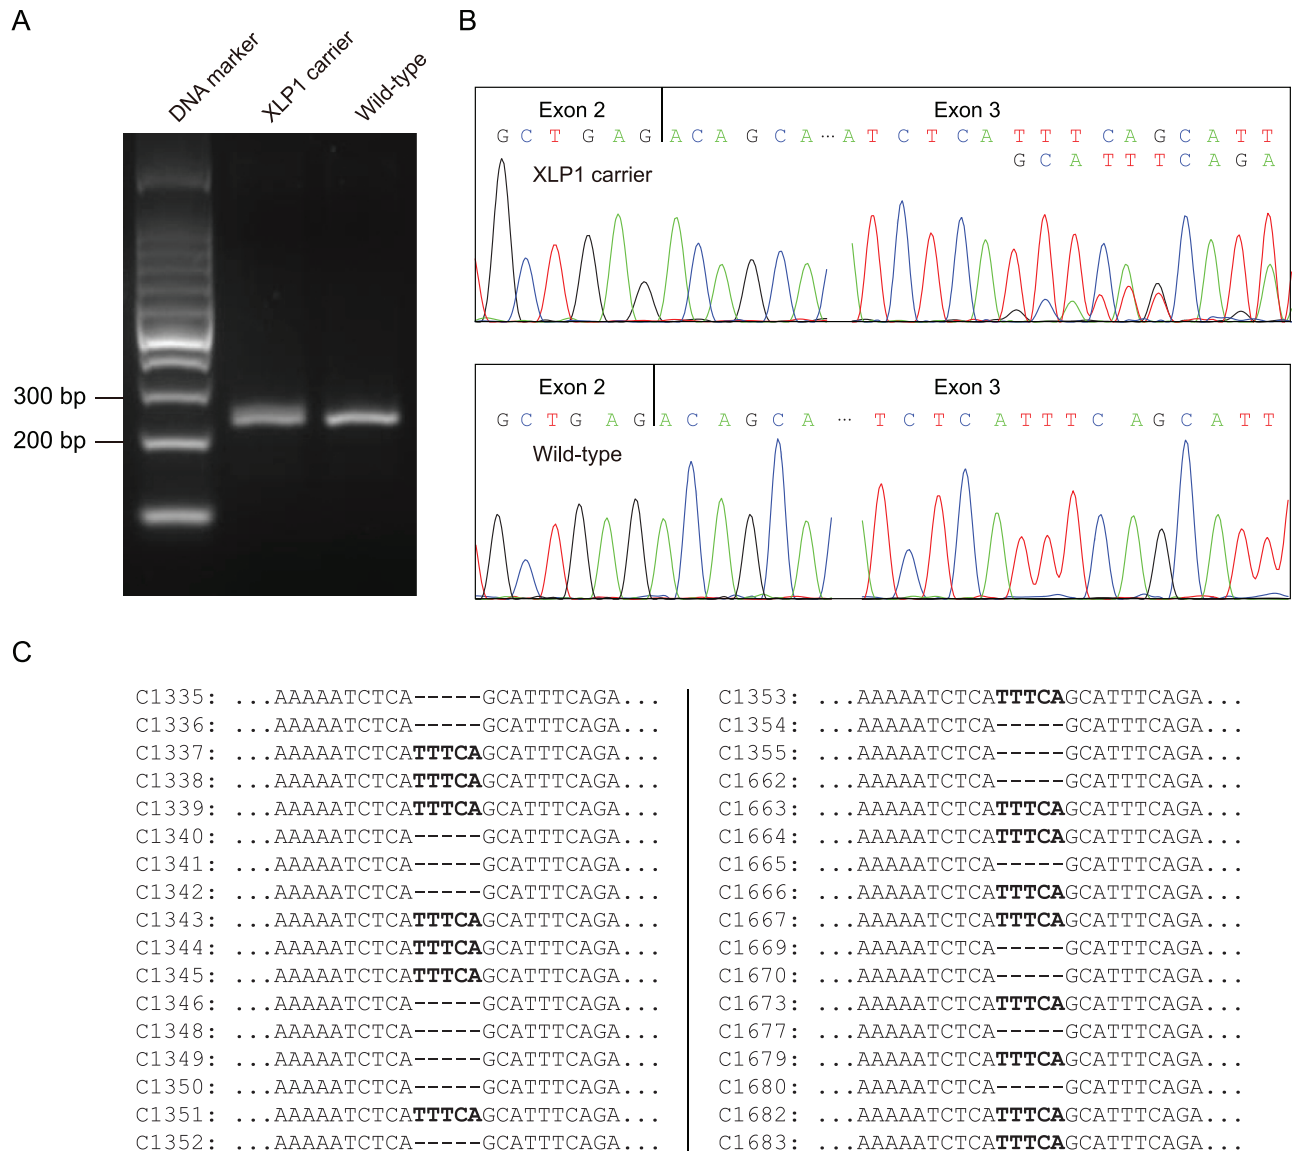 A
B
DNA marker
XLP1 carrier
Wild-type
300 bp
200 bp
Exon 2 Exon 3
G C T G A G A C A G C A ... A T C T C A T T T C A G C A T T
G C A T T T C A G A
XLP1 carrier
Exon 2 Exon 3
G C T G A G A C A G C A ... T C T C A T T T C A G C A T T
Wild-type
C
C1335: ...AAAAATCTCA-----GCATTTCAGA...
C1336: ...AAAAATCTCA-----GCATTTCAGA...
C1337: ...AAAAATCTCATTTCAGCATTTCAGA...
C1338: ...AAAAATCTCATTTCAGCATTTCAGA...
C1339: ...AAAAATCTCATTTCAGCATTTCAGA...
C1340: ...AAAAATCTCA-----GCATTTCAGA...
C1341: ...AAAAATCTCA-----GCATTTCAGA...
C1342: ...AAAAATCTCA-----GCATTTCAGA...
C1343: ...AAAAATCTCATTTCAGCATTTCAGA...
C1344: ...AAAAATCTCATTTCAGCATTTCAGA...
C1345: ...AAAAATCTCATTTCAGCATTTCAGA...
C1346: ...AAAAATCTCA-----GCATTTCAGA...
C1348: ...AAAAATCTCA-----GCATTTCAGA...
C1349: ...AAAAATCTCA-----GCATTTCAGA...
C1350: ...AAAAATCTCA-----GCATTTCAGA...
C1351: ...AAAAATCTCATTTCAGCATTTCAGA...
C1352: ...AAAAATCTCA-----GCATTTCAGA...
C1353: ...AAAAATCTCATTTCAGCATTTCAGA...
C1354: ...AAAAATCTCA-----GCATTTCAGA...
C1355: ...AAAAATCTCA-----GCATTTCAGA...
C1662: ...AAAAATCTCA-----GCATTTCAGA...
C1663: ...AAAAATCTCATTTCAGCATTTCAGA...
C1664: ...AAAAATCTCATTTCAGCATTTCAGA...
C1665: ...AAAAATCTCA-----GCATTTCAGA...
C1666: ...AAAAATCTCATTTCAGCATTTCAGA...
C1667: ...AAAAATCTCATTTCAGCATTTCAGA...
C1669: ...AAAAATCTCA-----GCATTTCAGA...
C1670: ...AAAAATCTCA-----GCATTTCAGA...
C1673: ...AAAAATCTCATTTCAGCATTTCAGA...
C1677: ...AAAAATCTCA-----GCATTTCAGA...
C1679: ...AAAAATCTCATTTCAGCATTTCAGA...
C1680: ...AAAAATCTCA-----GCATTTCAGA...
C1682: ...AAAAATCTCATTTCAGCATTTCAGA...
C1683: ...AAAAATCTCATTTCAGCATTTCAGA...